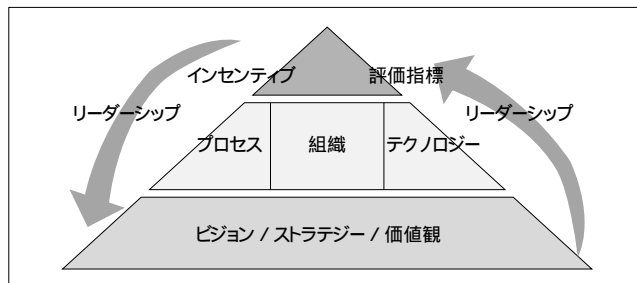 インセンティブ 評価指標
リーダーシップ リーダーシップ
プロセス 組織 テクノロジー
ビジョン / ストラテジー / 価値観